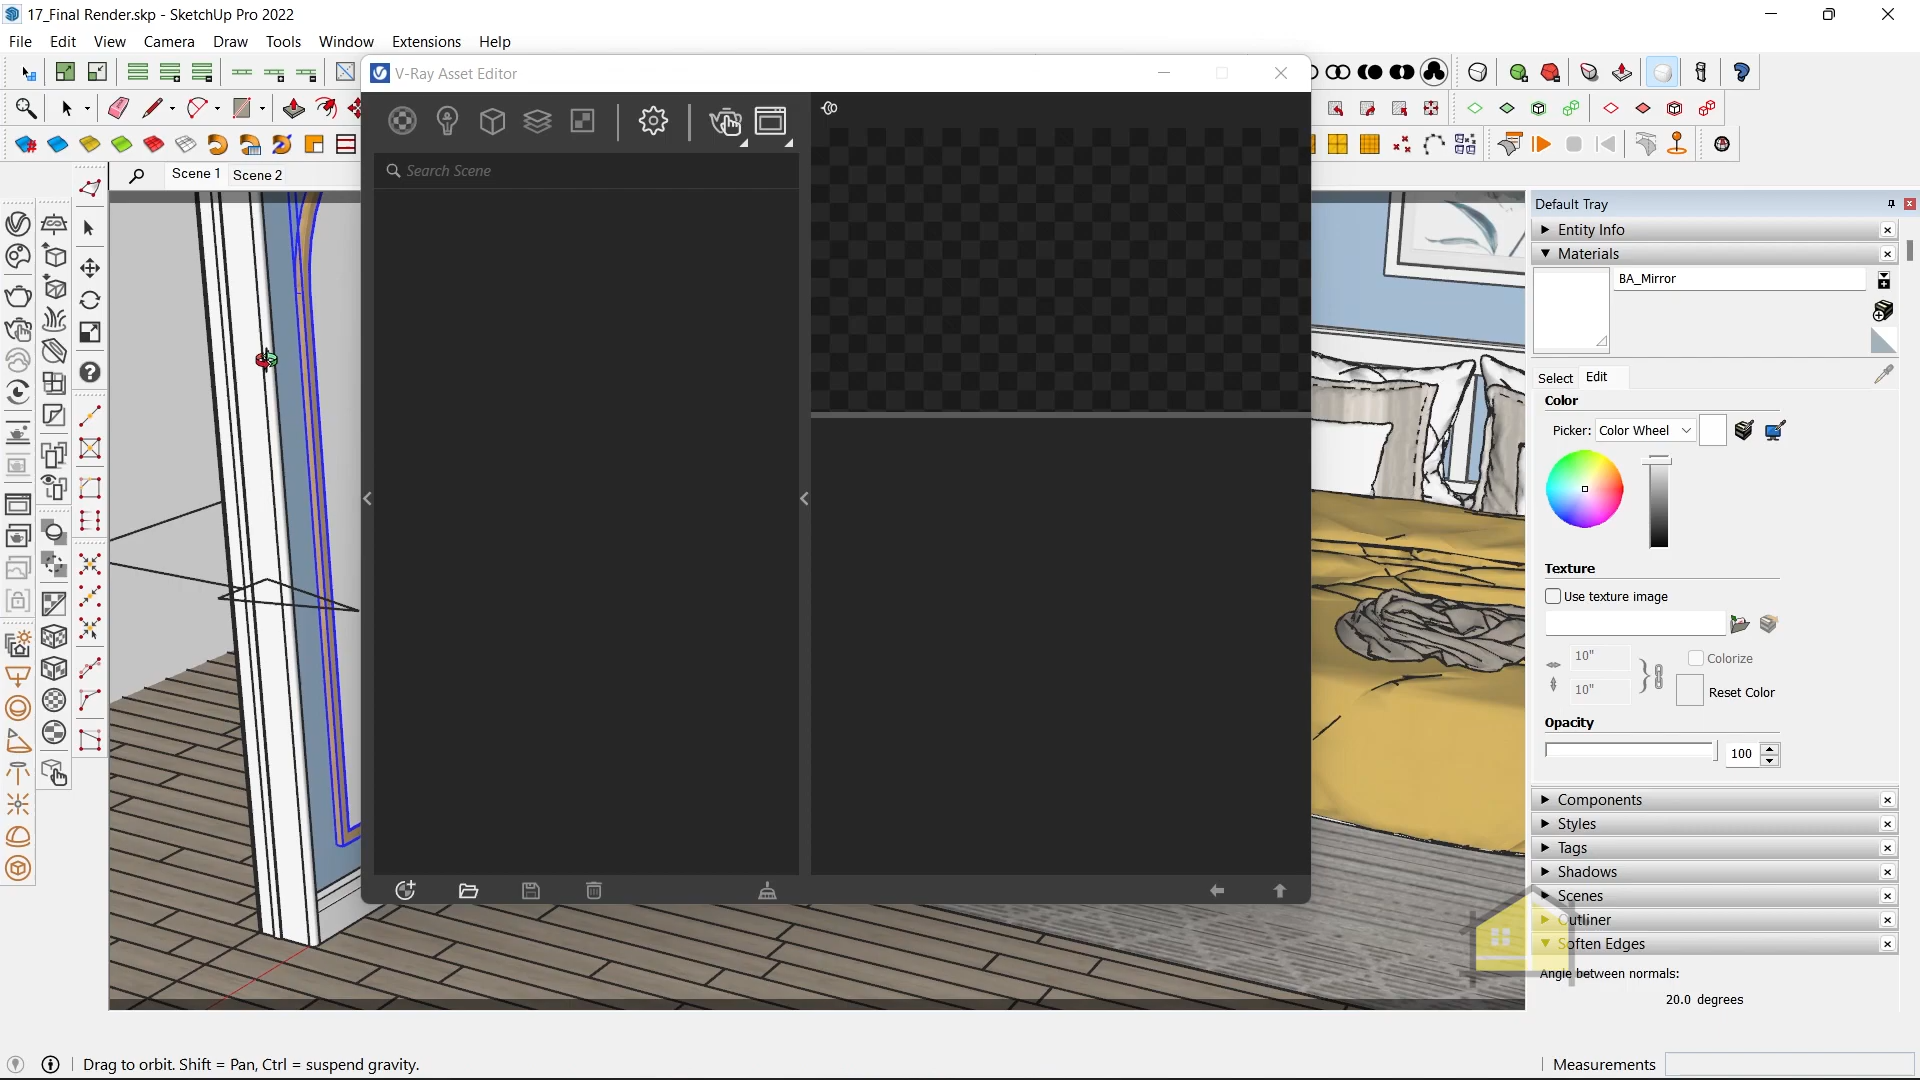 17_Final Render.skp - SketchUp Pro 2022
File Edit View Camera Draw Tools Window Extensions Help
V-Ray Asset Editor
Search Scene
Scene 1 Scene 2
Default Tray
Entity Info
Materials
BA_Mirror
Select Edit
Color
Picker: Color Wheel
Texture
Use texture image
10"
Colorize
10"
Reset Color
Opacity
100
Components
Styles
Tags
Shadows
Scenes
Outliner
Soften Edges
Angle between normals:
20.0 degrees
Drag to orbit. Shift = Pan, Ctrl = suspend gravity.
Measurements